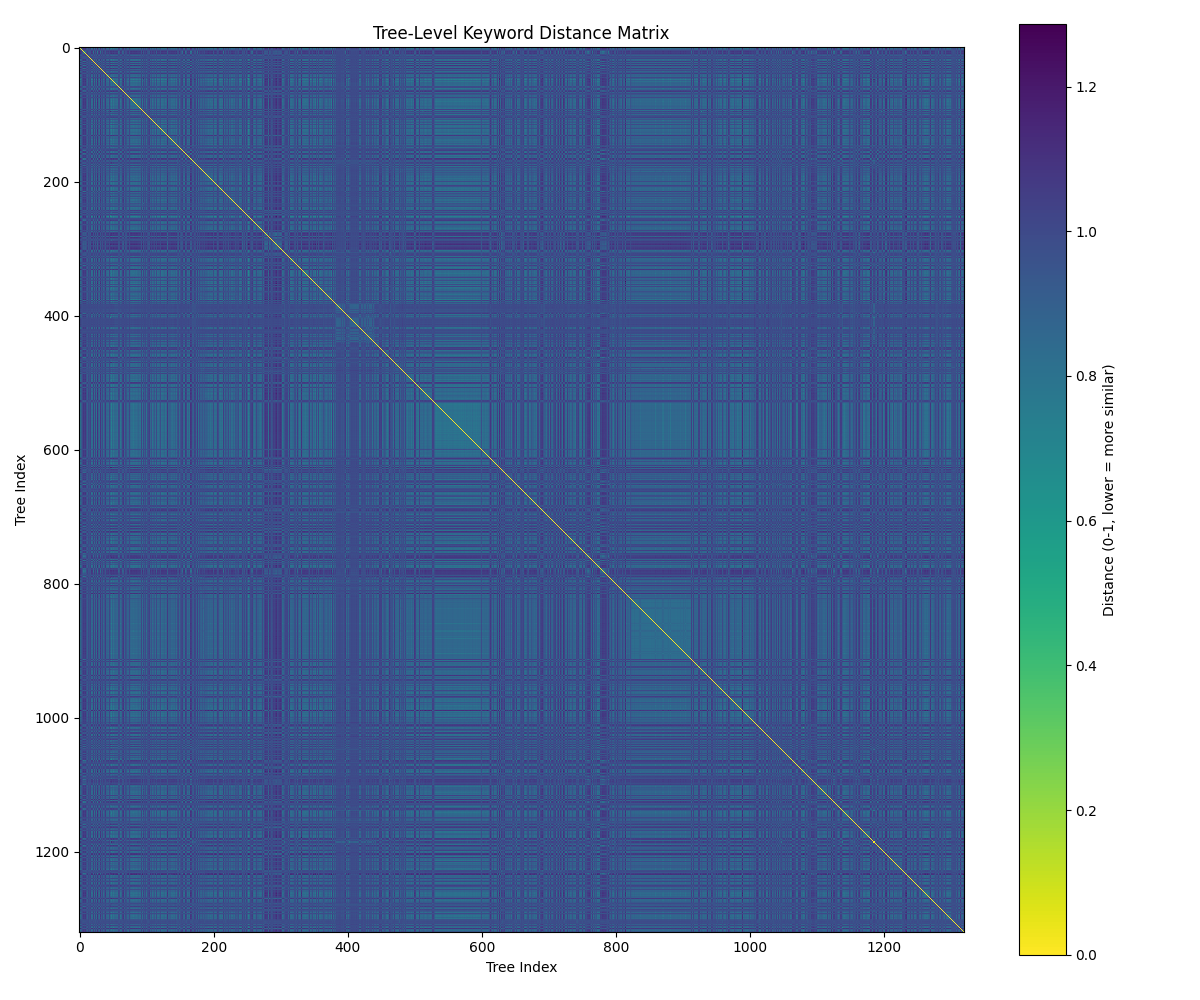 Tree-Level Keyword Distance Matrix
0
200
400
600
800
1000
1200
Tree Index
0 200 400 600 800 1000 1200
Tree Index
1.2
1.0
0.8
0.6
0.4
0.2
0.0
Distance (0-1, lower = more similar)